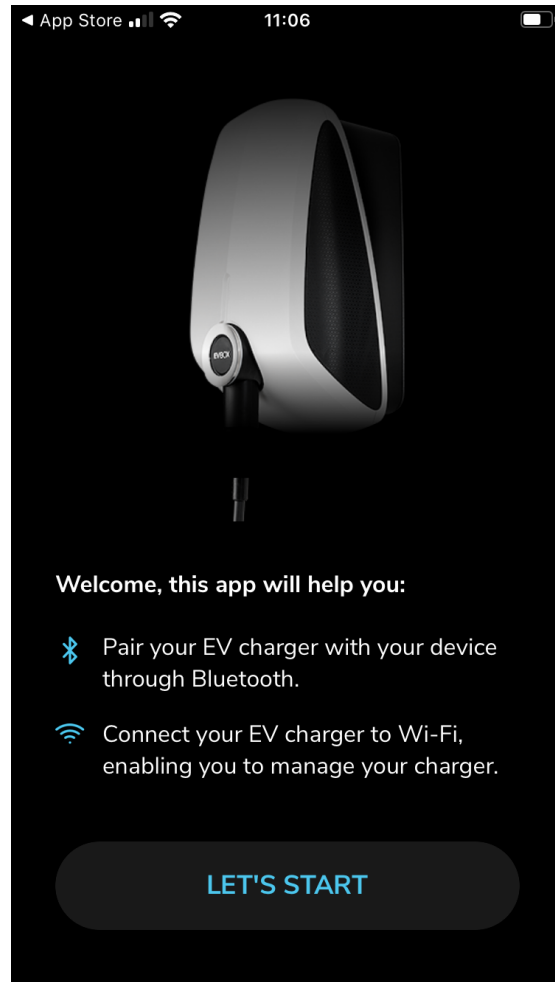 App Store
11:06
EVBOX
Welcome, this app will help you:
Pair your EV charger with your device
through Bluetooth.
Connect your EV charger to Wi-Fi,
enabling you to manage your charger.
LET'S START